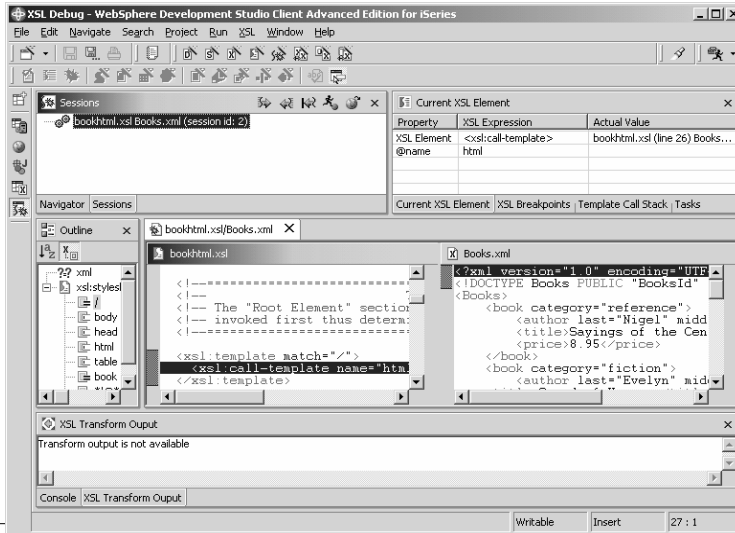 XSL Debug - WebSphere Development Studio Client Advanced Edition for iSeries
File Edit Navigate Search Project Run XSL Window Help
Sessions
bookhtml.xsl Books.xml (session id: 2)
Navigator Sessions
Current XSL Element
Property XSL Expression Actual Value
XSL Element <xsl:call-template> bookhtml.xsl (line 26) Books...
@name html
Current XSL Element XSL Breakpoints Template Call Stack Tasks
Outline
?-? xml
xsl:stylesl
/
body
head
html
table
book
bookhtml.xsl/Books.xml
bookhtml.xsl
<!--==========================
<!--
<!-- The "Root Element" section
<!-- invoked first thus determi
<!--==========================
<xsl:template match="/">
<xsl:call-template name="htm
</xsl:template>
Books.xml
<?xml version="1.0" encoding="UTF-
<!DOCTYPE Books PUBLIC "BooksId"
<Books>
<book category="reference">
<author last="Nigel" midd
<title>Sayings of the Cen
<price>8.95</price>
</book>
<book category="fiction">
<author last="Evelyn" mid
XSL Transform Ouput
Transform output is not available
Console XSL Transform Ouput
Writable Insert 27 : 1